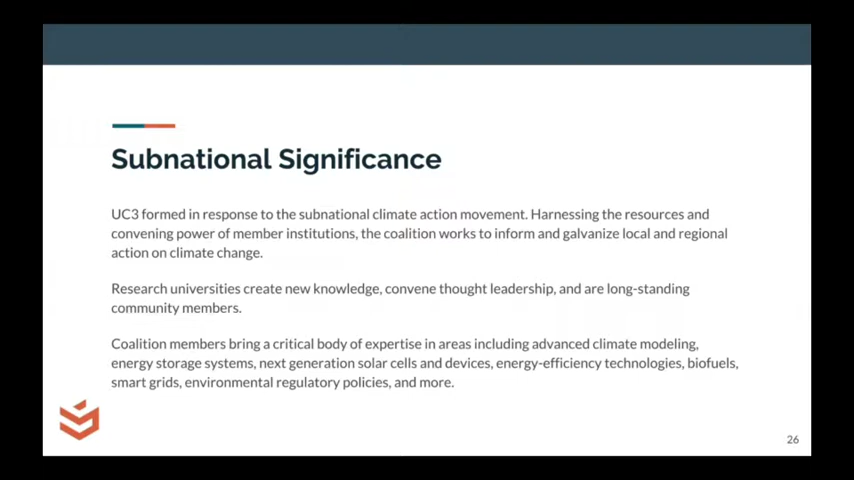 Subnational Significance
UC3 formed in response to the subnational climate action movement. Harnessing the resources and
convening power of member institutions, the coalition works to inform and galvanize local and regional
action on climate change.
Research universities create new knowledge, convene thought leadership, and are long-standing
community members.
Coalition members bring a critical body of expertise in areas including advanced climate modeling,
energy storage systems, next generation solar cells and devices, energy-efficiency technologies, biofuels,
smart grids, environmental regulatory policies, and more.
26